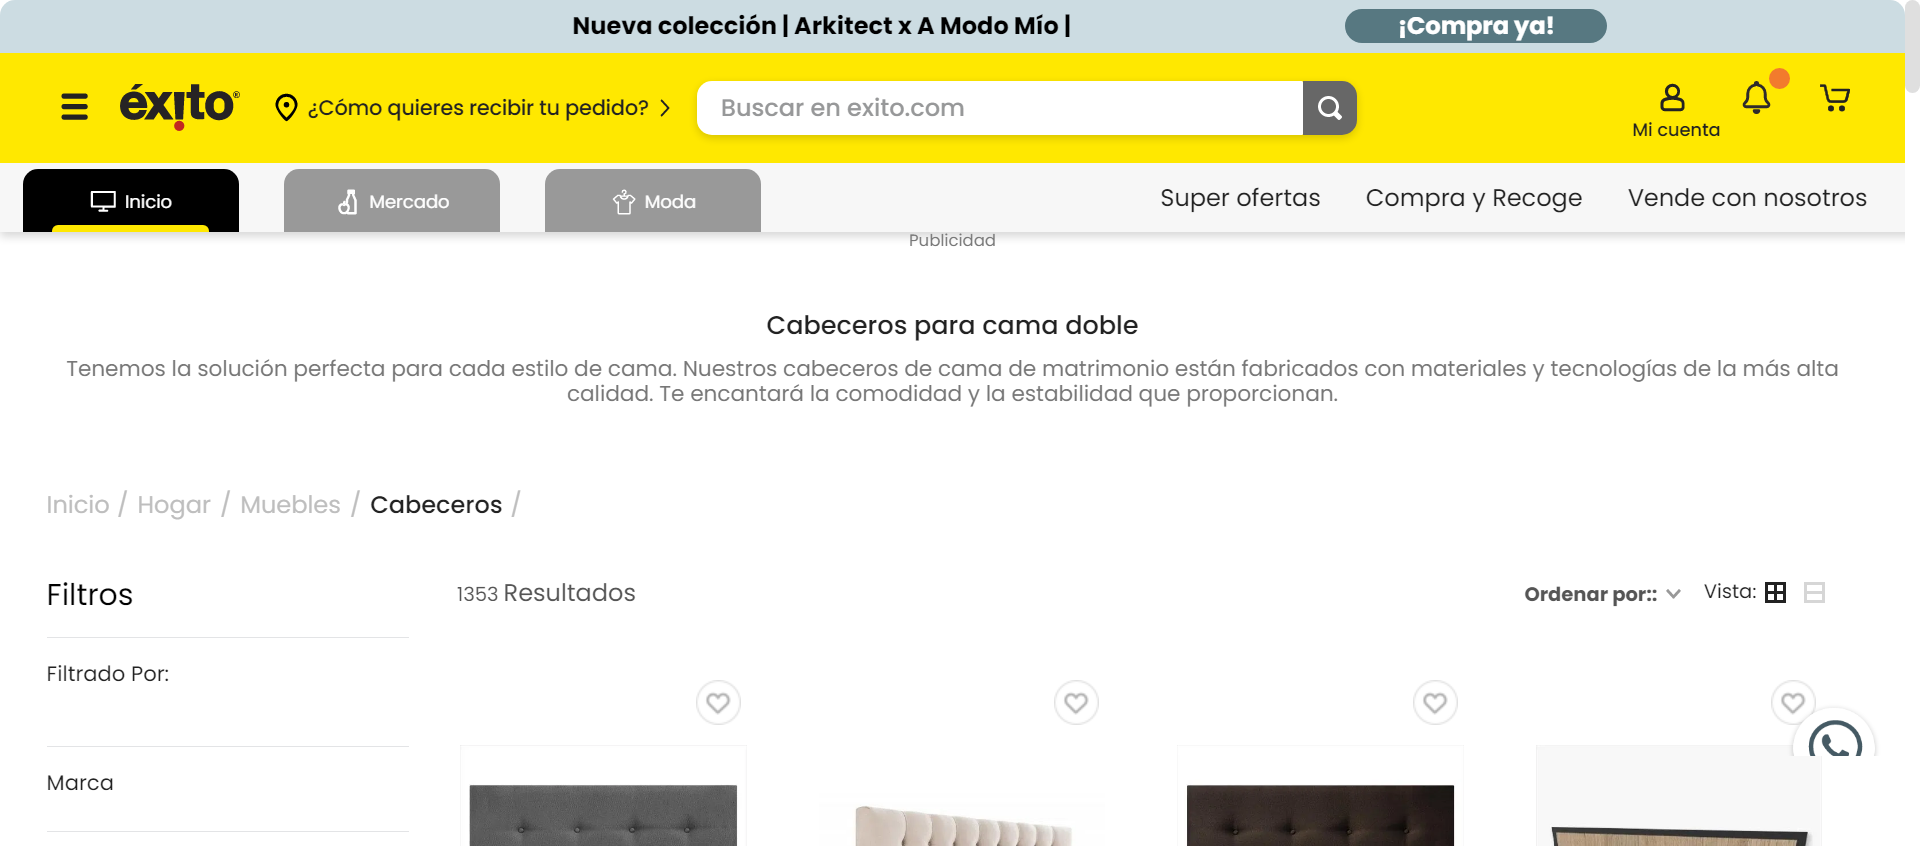 Nueva colección | Arkitect x A Modo Mío |
¡Compra ya!
éxito®
¿Cómo quieres recibir tu pedido?
Buscar en exito.com
Mi cuenta
Inicio
Mercado
Moda
Super ofertas
Compra y Recoge
Vende con nosotros
Publicidad
Cabeceros para cama doble
Tenemos la solución perfecta para cada estilo de cama. Nuestros cabeceros de cama de matrimonio están fabricados con materiales y tecnologías de la más alta
calidad. Te encantará la comodidad y la estabilidad que proporcionan.
Inicio / Hogar / Muebles / Cabeceros /
Filtros
1353 Resultados
Ordenar por::
Vista:
Filtrado Por:
Marca